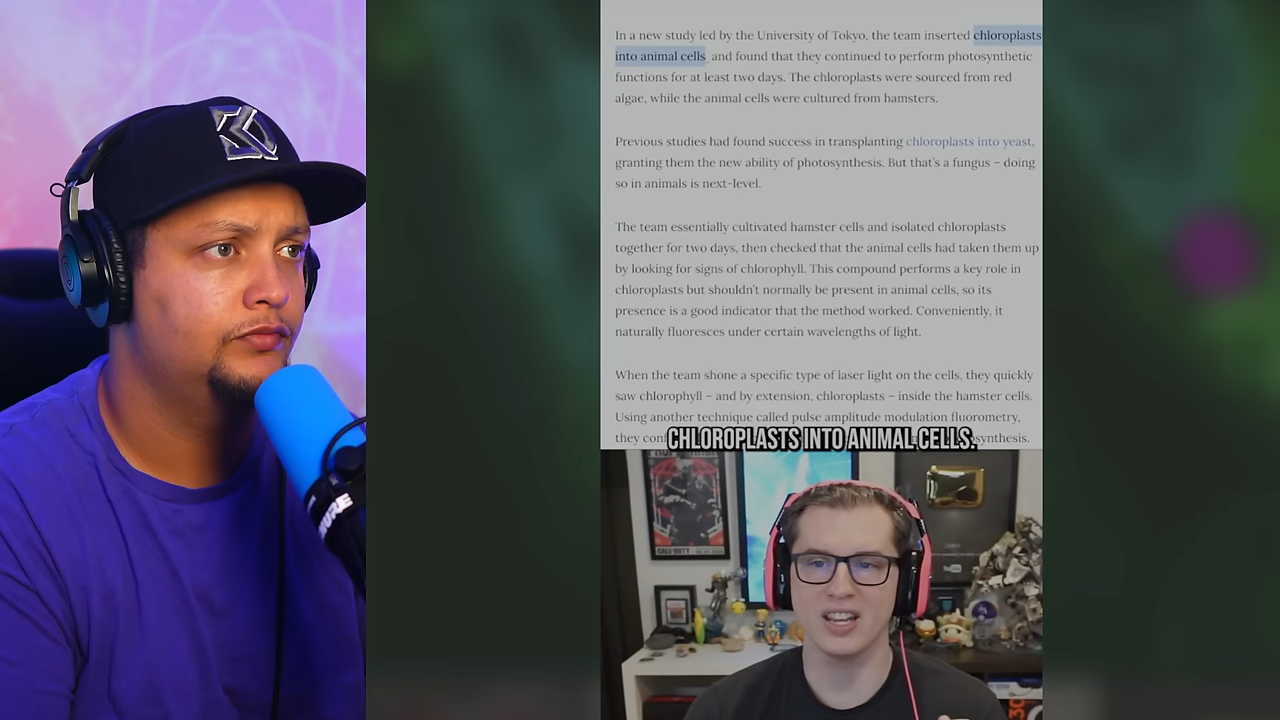 In a new study led by the University of Tokyo, the team inserted chloroplasts
into animal cells, and found that they continued to perform photosynthetic
functions for at least two days. The chloroplasts were sourced from red
algae, while the animal cells were cultured from hamsters.
Previous studies had found success in transplanting chloroplasts into yeast,
granting them the new ability of photosynthesis. But that's a fungus – doing
so in animals is next-level.
The team essentially cultivated hamster cells and isolated chloroplasts
together for two days, then checked that the animal cells had taken them up
by looking for signs of chlorophyll. This compound performs a key role in
chloroplasts but shouldn't normally be present in animal cells, so its
presence is a good indicator that the method worked. Conveniently, it
naturally fluoresces under certain wavelengths of light.
When the team shone a specific type of laser light on the cells, they quickly
saw chlorophyll – and by extension, chloroplasts – inside the hamster cells.
Using another technique called pulse amplitude modulation fluorometry,
they
CHLOROPLASTS INTO ANIMAL CELLS.
CALL OF DUTY
YouTube
SHURE